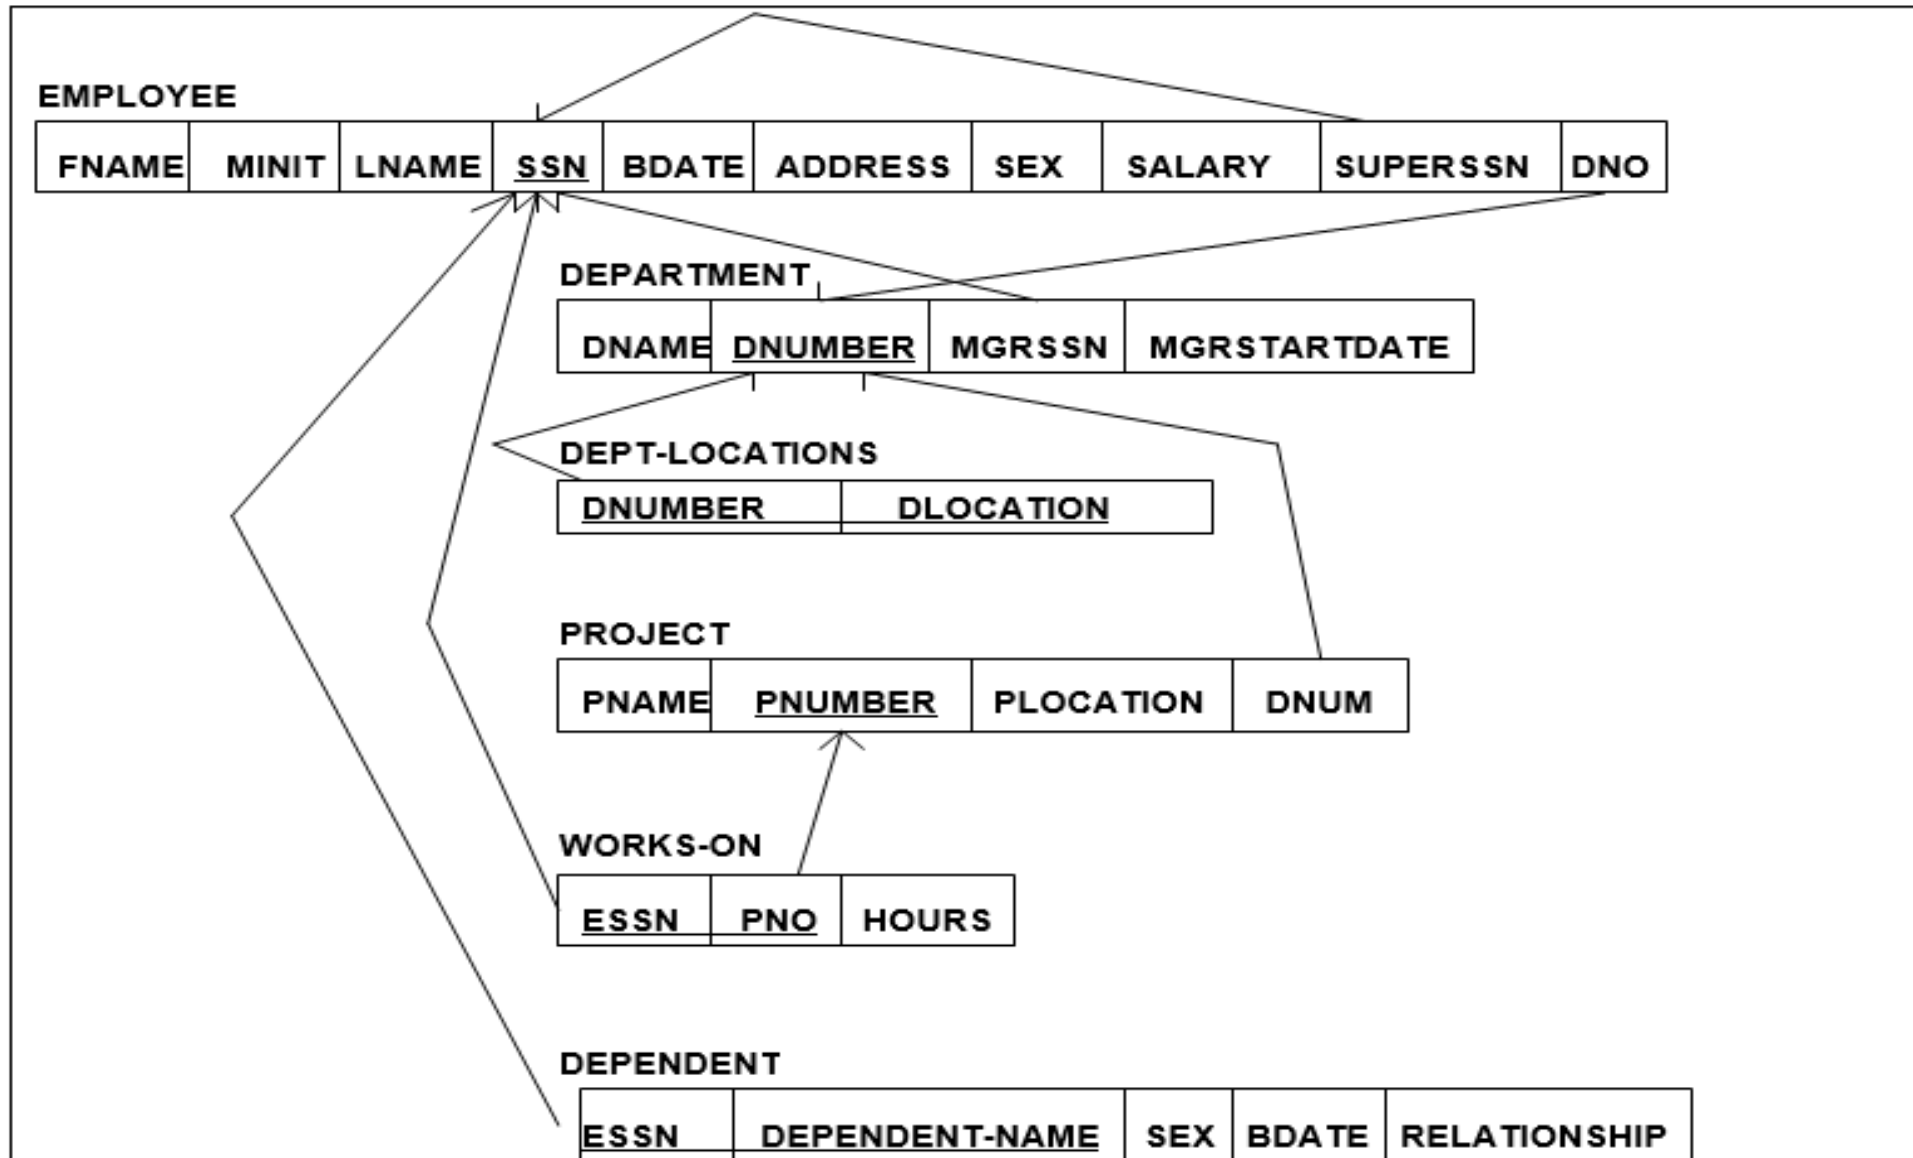 EMPLOYEE
FNAME MINIT LNAME SSN BDATE ADDRESS SEX SALARY SUPERSSN DNO
DEPARTMENT
DNAME DNUMBER MGRSSN MGRSTARTDATE
DEPT-LOCATIONS
DNUMBER DLOCATION
PROJECT
PNAME PNUMBER PLOCATION DNUM
WORKS-ON
ESSN PNO HOURS
DEPENDENT
ESSN DEPENDENT-NAME SEX BDATE RELATIONSHIP